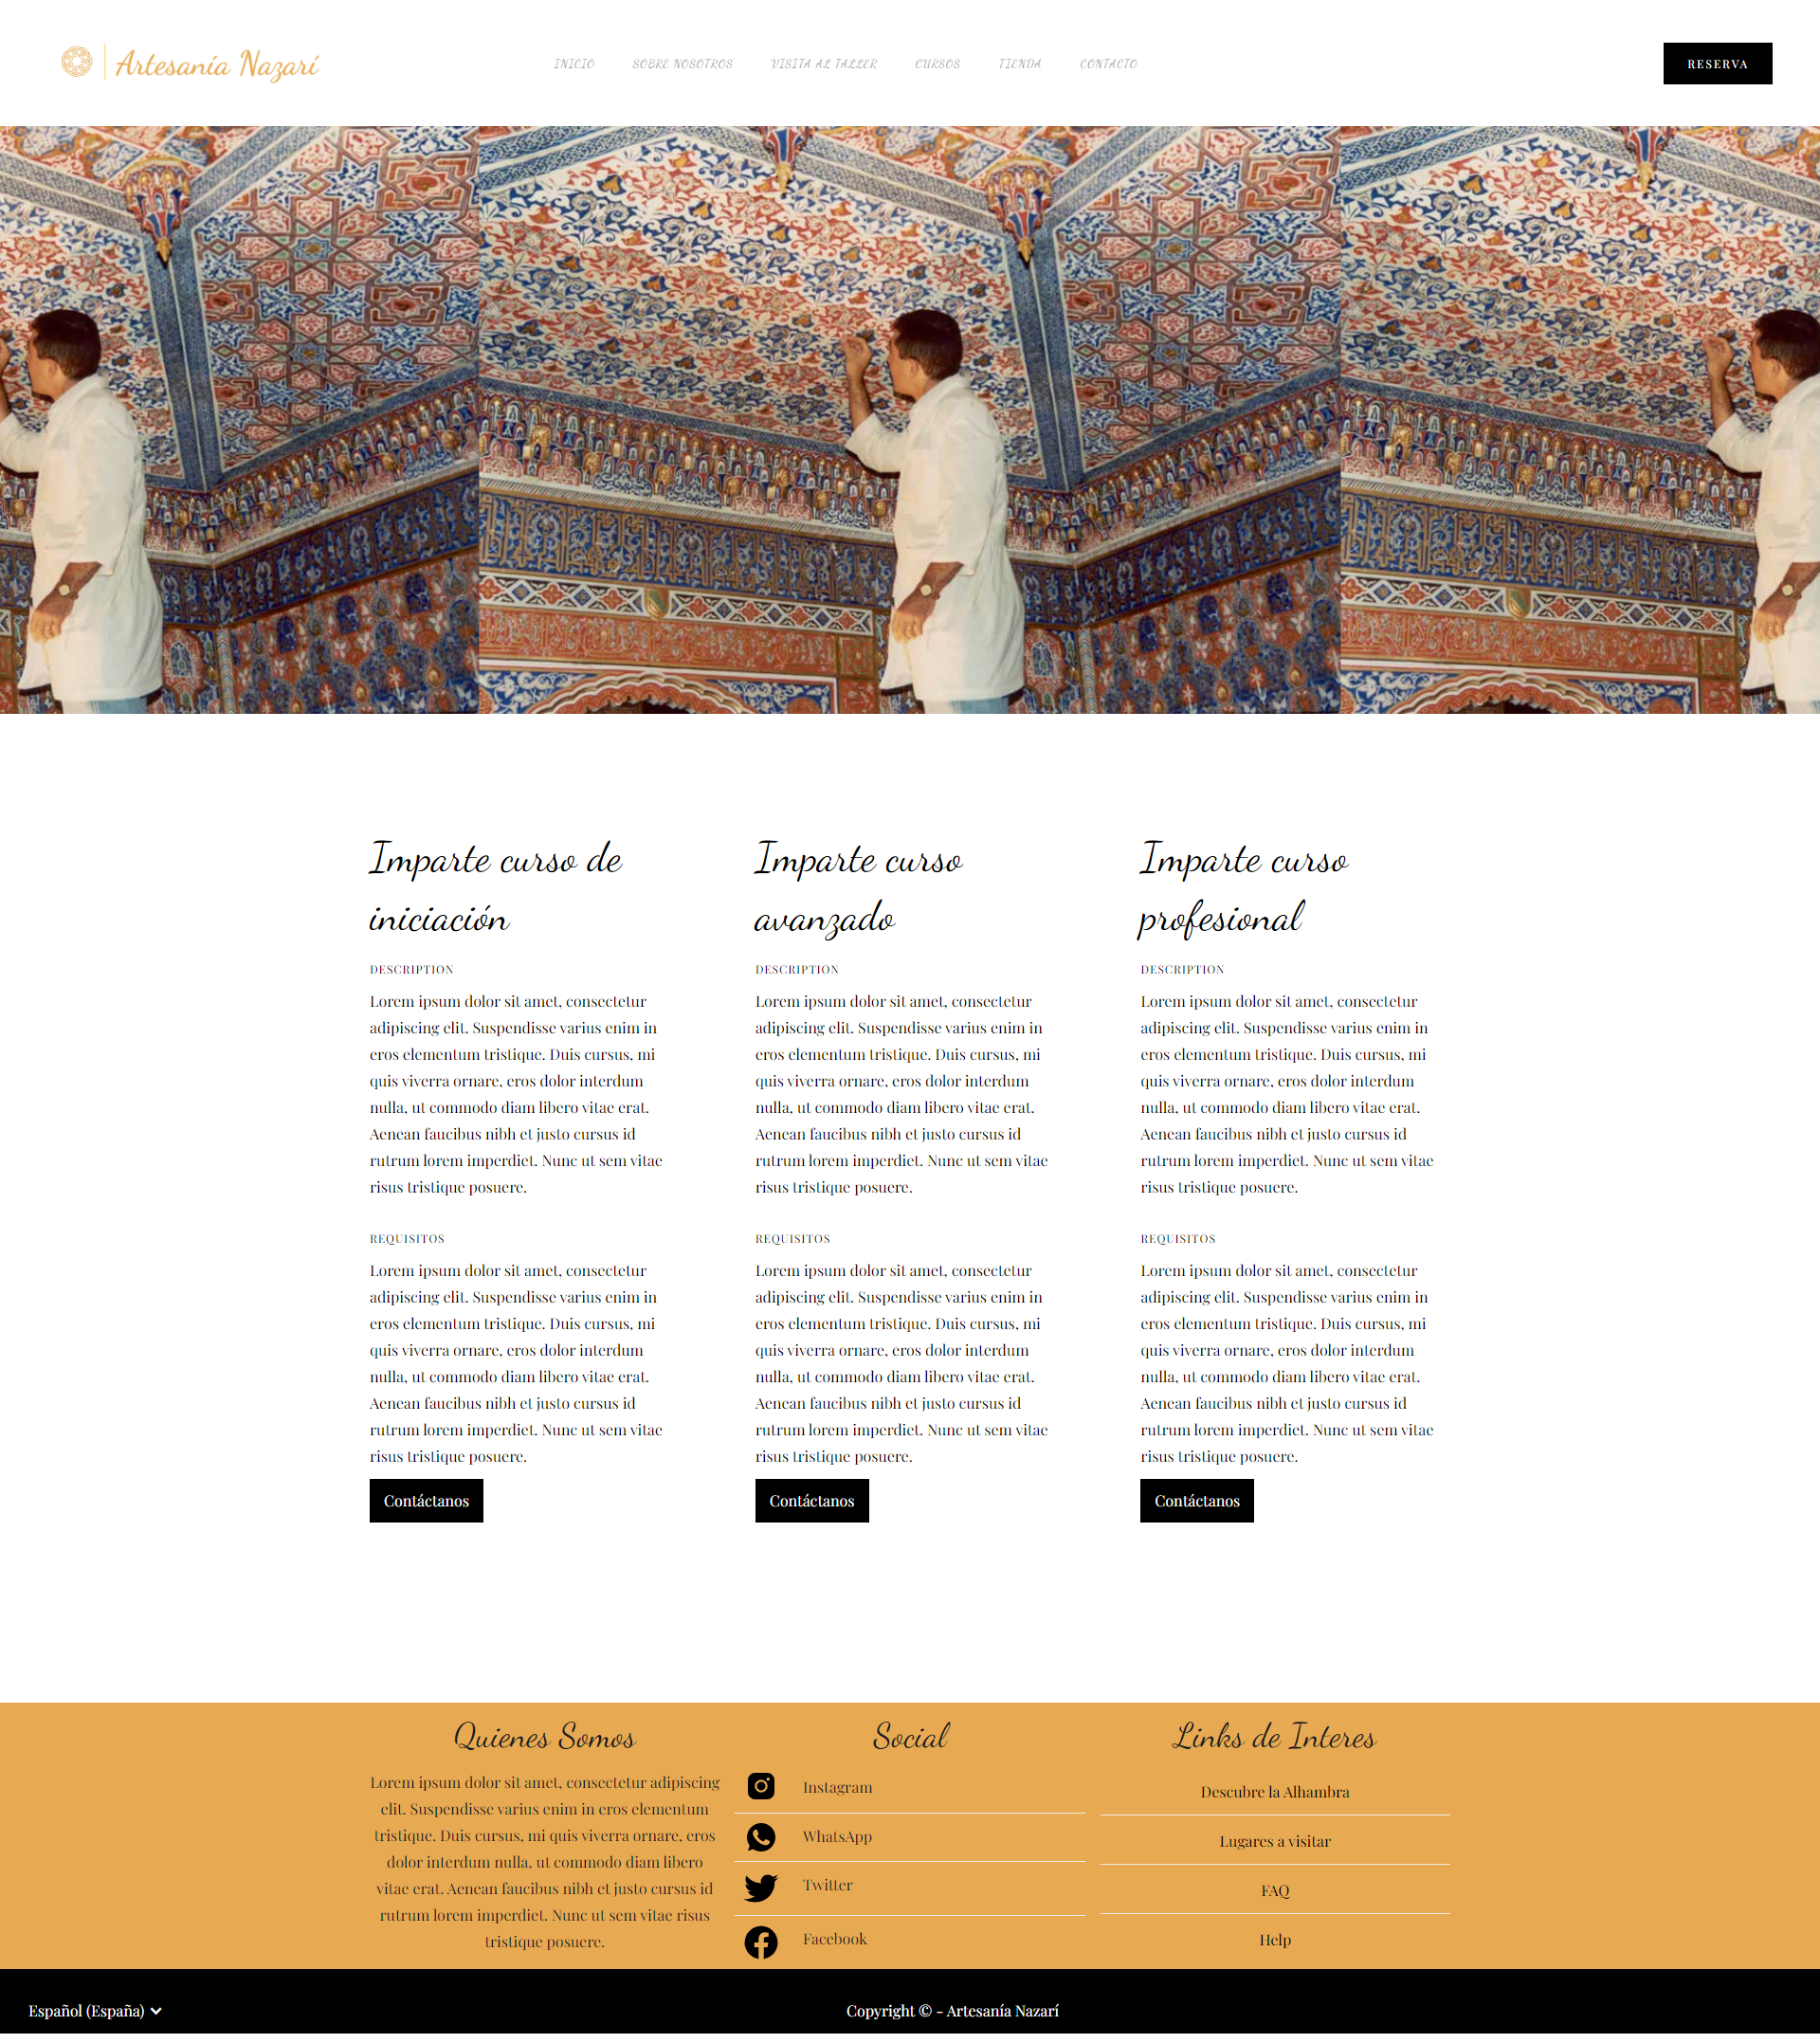 Artesanía Nazarí
INICIO
SOBRE NOSOTROS
VISITA AL TALLER
CURSOS
TIENDA
CONTACTO
RESERVA
Imparte curso de
iniciación
DESCRIPTION
Lorem ipsum dolor sit amet, consectetur
adipiscing elit. Suspendisse varius enim in
eros elementum tristique. Duis cursus, mi
quis viverra ornare, eros dolor interdum
nulla, ut commodo diam libero vitae erat.
Aenean faucibus nibh et justo cursus id
rutrum lorem imperdiet. Nunc ut sem vitae
risus tristique posuere.
REQUISITOS
Lorem ipsum dolor sit amet, consectetur
adipiscing elit. Suspendisse varius enim in
eros elementum tristique. Duis cursus, mi
quis viverra ornare, eros dolor interdum
nulla, ut commodo diam libero vitae erat.
Aenean faucibus nibh et justo cursus id
rutrum lorem imperdiet. Nunc ut sem vitae
risus tristique posuere.
Contáctanos
Imparte curso
avanzado
DESCRIPTION
Lorem ipsum dolor sit amet, consectetur
adipiscing elit. Suspendisse varius enim in
eros elementum tristique. Duis cursus, mi
quis viverra ornare, eros dolor interdum
nulla, ut commodo diam libero vitae erat.
Aenean faucibus nibh et justo cursus id
rutrum lorem imperdiet. Nunc ut sem vitae
risus tristique posuere.
REQUISITOS
Lorem ipsum dolor sit amet, consectetur
adipiscing elit. Suspendisse varius enim in
eros elementum tristique. Duis cursus, mi
quis viverra ornare, eros dolor interdum
nulla, ut commodo diam libero vitae erat.
Aenean faucibus nibh et justo cursus id
rutrum lorem imperdiet. Nunc ut sem vitae
risus tristique posuere.
Contáctanos
Imparte curso
profesional
DESCRIPTION
Lorem ipsum dolor sit amet, consectetur
adipiscing elit. Suspendisse varius enim in
eros elementum tristique. Duis cursus, mi
quis viverra ornare, eros dolor interdum
nulla, ut commodo diam libero vitae erat.
Aenean faucibus nibh et justo cursus id
rutrum lorem imperdiet. Nunc ut sem vitae
risus tristique posuere.
REQUISITOS
Lorem ipsum dolor sit amet, consectetur
adipiscing elit. Suspendisse varius enim in
eros elementum tristique. Duis cursus, mi
quis viverra ornare, eros dolor interdum
nulla, ut commodo diam libero vitae erat.
Aenean faucibus nibh et justo cursus id
rutrum lorem imperdiet. Nunc ut sem vitae
risus tristique posuere.
Contáctanos
Quienes Somos
Lorem ipsum dolor sit amet, consectetur adipiscing
elit. Suspendisse varius enim in eros elementum
tristique. Duis cursus, mi quis viverra ornare, eros
dolor interdum nulla, ut commodo diam libero
vitae erat. Aenean faucibus nibh et justo cursus id
rutrum lorem imperdiet. Nunc ut sem vitae risus
tristique posuere.
Social
Instagram
WhatsApp
Twitter
Facebook
Links de Interes
Descubre la Alhambra
Lugares a visitar
FAQ
Help
Español (España)
Copyright © - Artesanía Nazarí